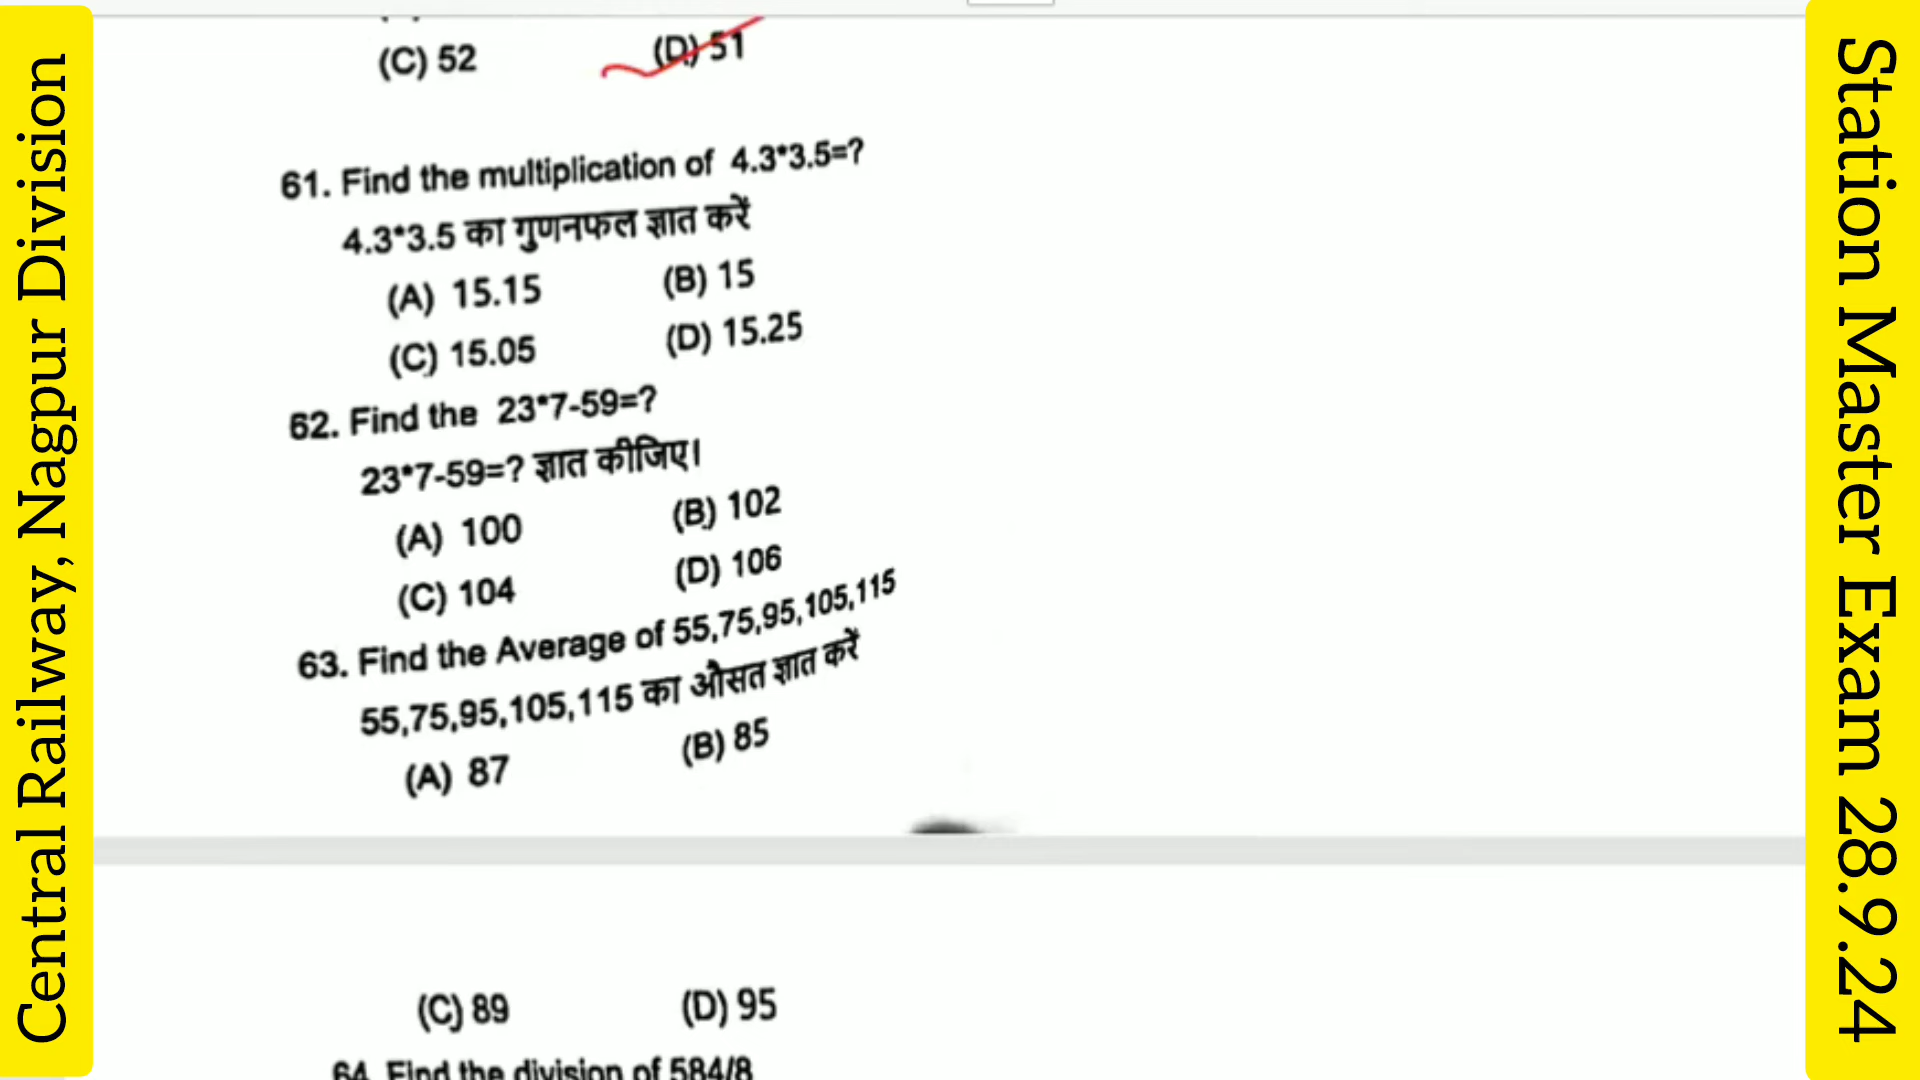 Central Railway, Nagpur Division
(C) 52 (D) 51
61. Find the multiplication of 4.3*3.5=?
4.3*3.5 का गुणनफल ज्ञात करें
(A) 15.15 (B) 15
(C) 15.05 (D) 15.25
62. Find the 23*7-59=?
23*7-59=? ज्ञात कीजिए।
(A) 100 (B) 102
(C) 104 (D) 106
63. Find the Average of 55,75,95,105,115
55,75,95,105,115 का औसत ज्ञात करें
(A) 87 (B) 85
(C) 89 (D) 95
64. Find the division of 584/8
Station Master Exam 28.9.24